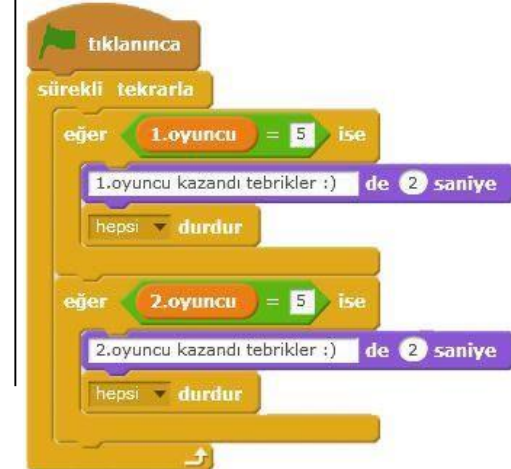 tıklanınca
sürekli tekrarla
eğer 1.oyuncu = 5 ise
1.oyuncu kazandı tebrikler :) de 2 saniye
hepsi durdur
eğer 2.oyuncu = 5 ise
2.oyuncu kazandı tebrikler :) de 2 saniye
hepsi durdur